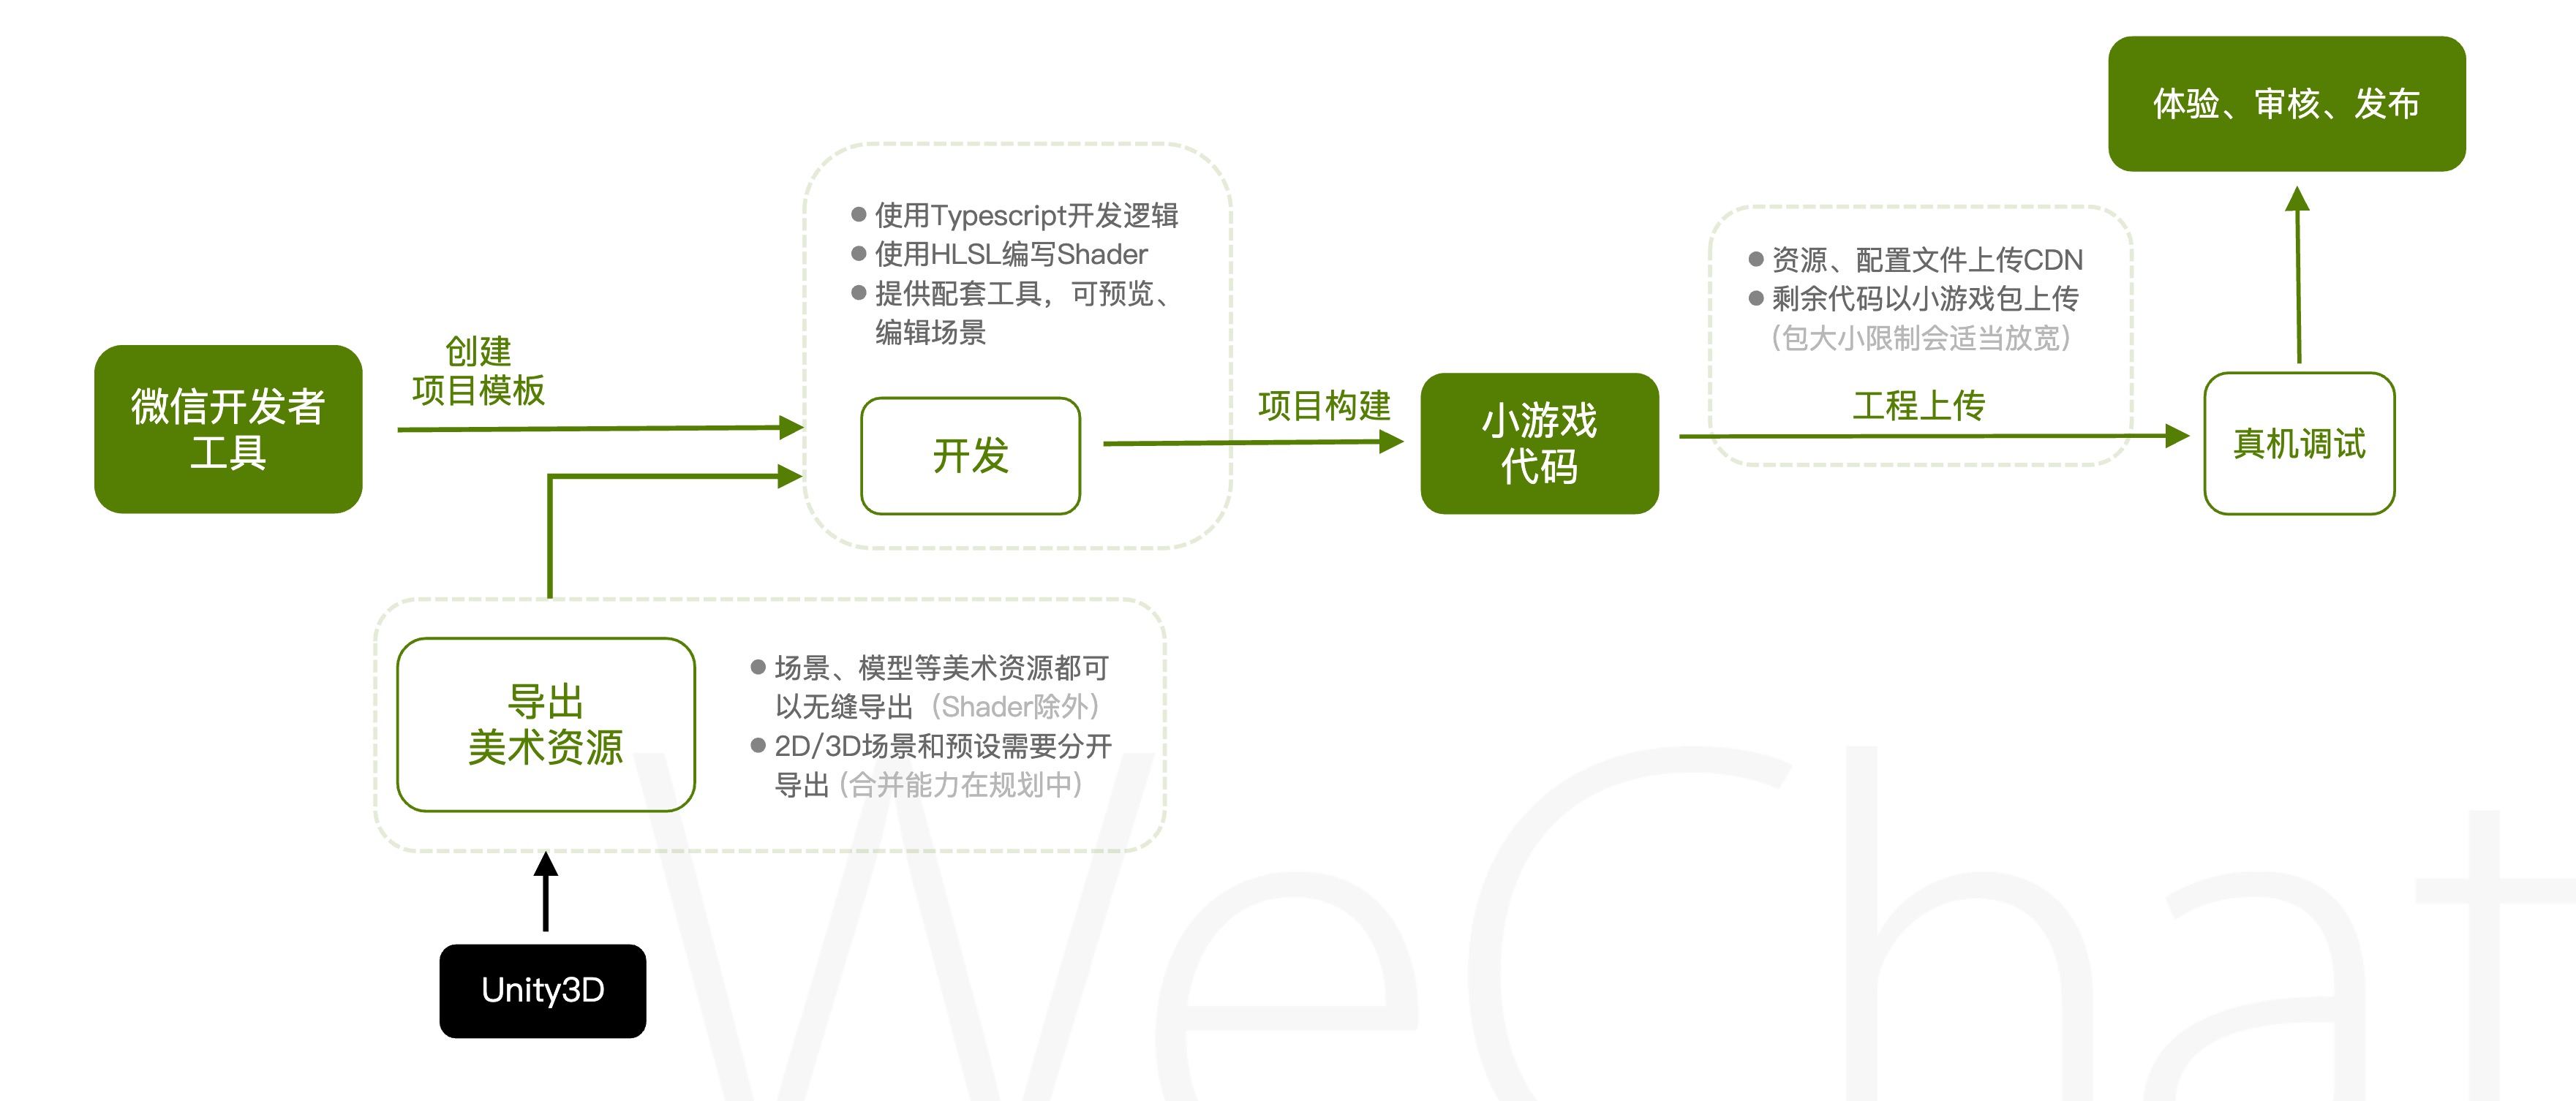 体验、审核、发布
使用Typescript开发逻辑
使用HLSL编写Shader
提供配套工具，可预览、
编辑场景
资源、配置文件上传CDN
剩余代码以小游戏包上传
(包大小限制会适当放宽)
创建
项目模板
微信开发者
工具
开发
项目构建
小游戏
代码
工程上传
真机调试
导出
美术资源
场景、模型等美术资源都可
以无缝导出（Shader除外）
2D/3D场景和预设需要分开
导出 (合并能力在规划中)
Unity3D
WeChat